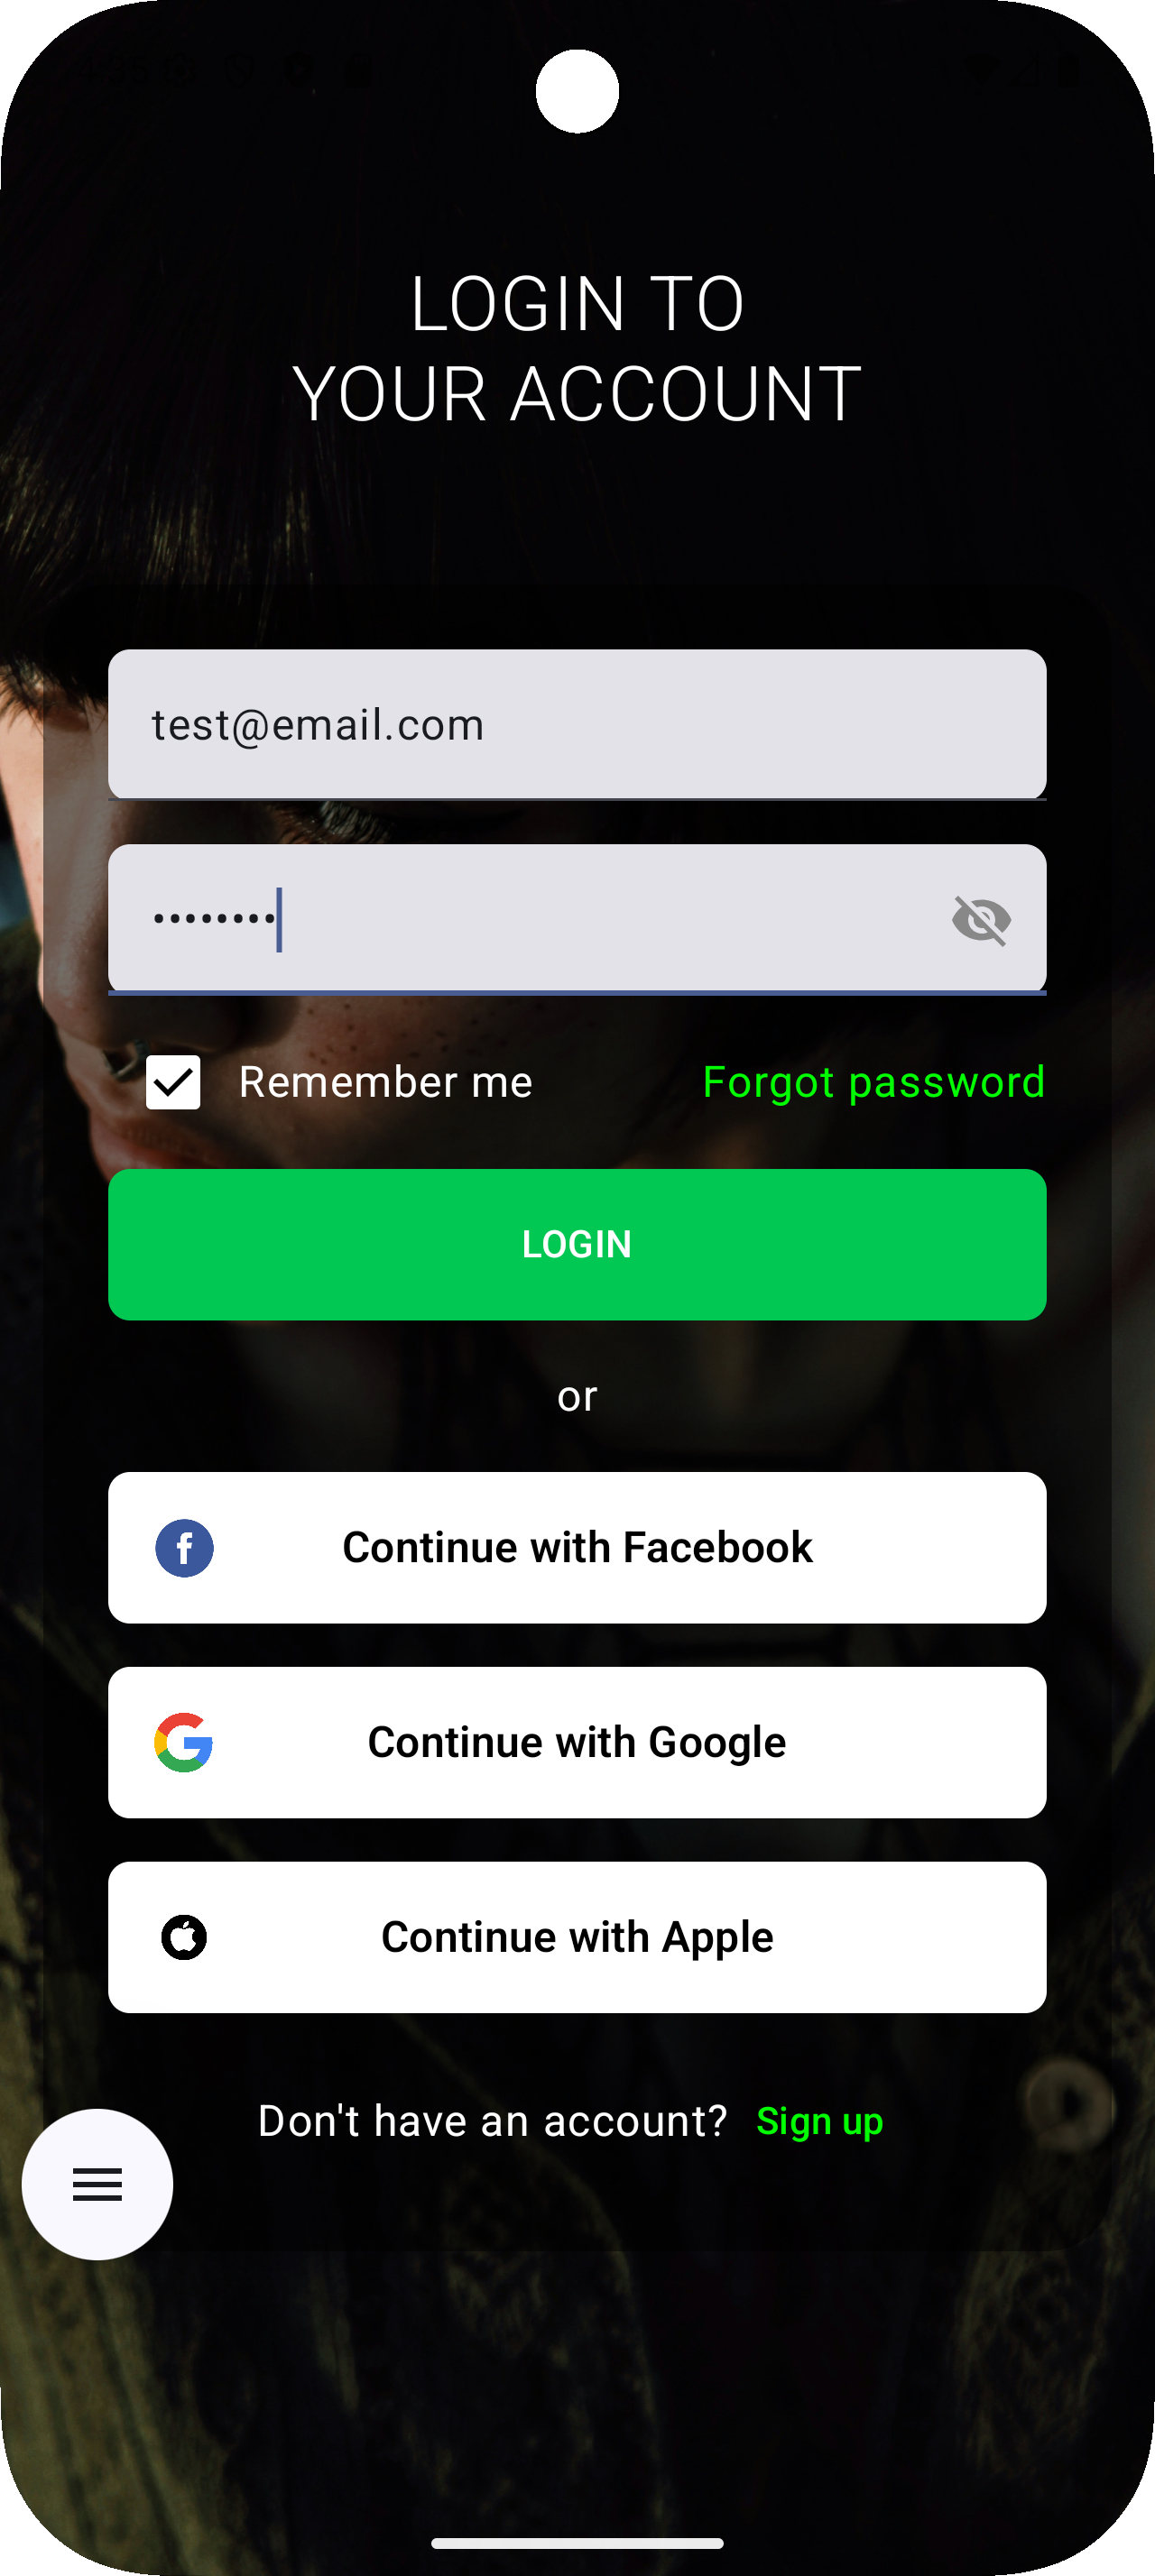 LOGIN TO
YOUR ACCOUNT
test@email.com
••••••••
Remember me
Forgot password
LOGIN
or
Continue with Facebook
Continue with Google
Continue with Apple
Don't have an account? Sign up